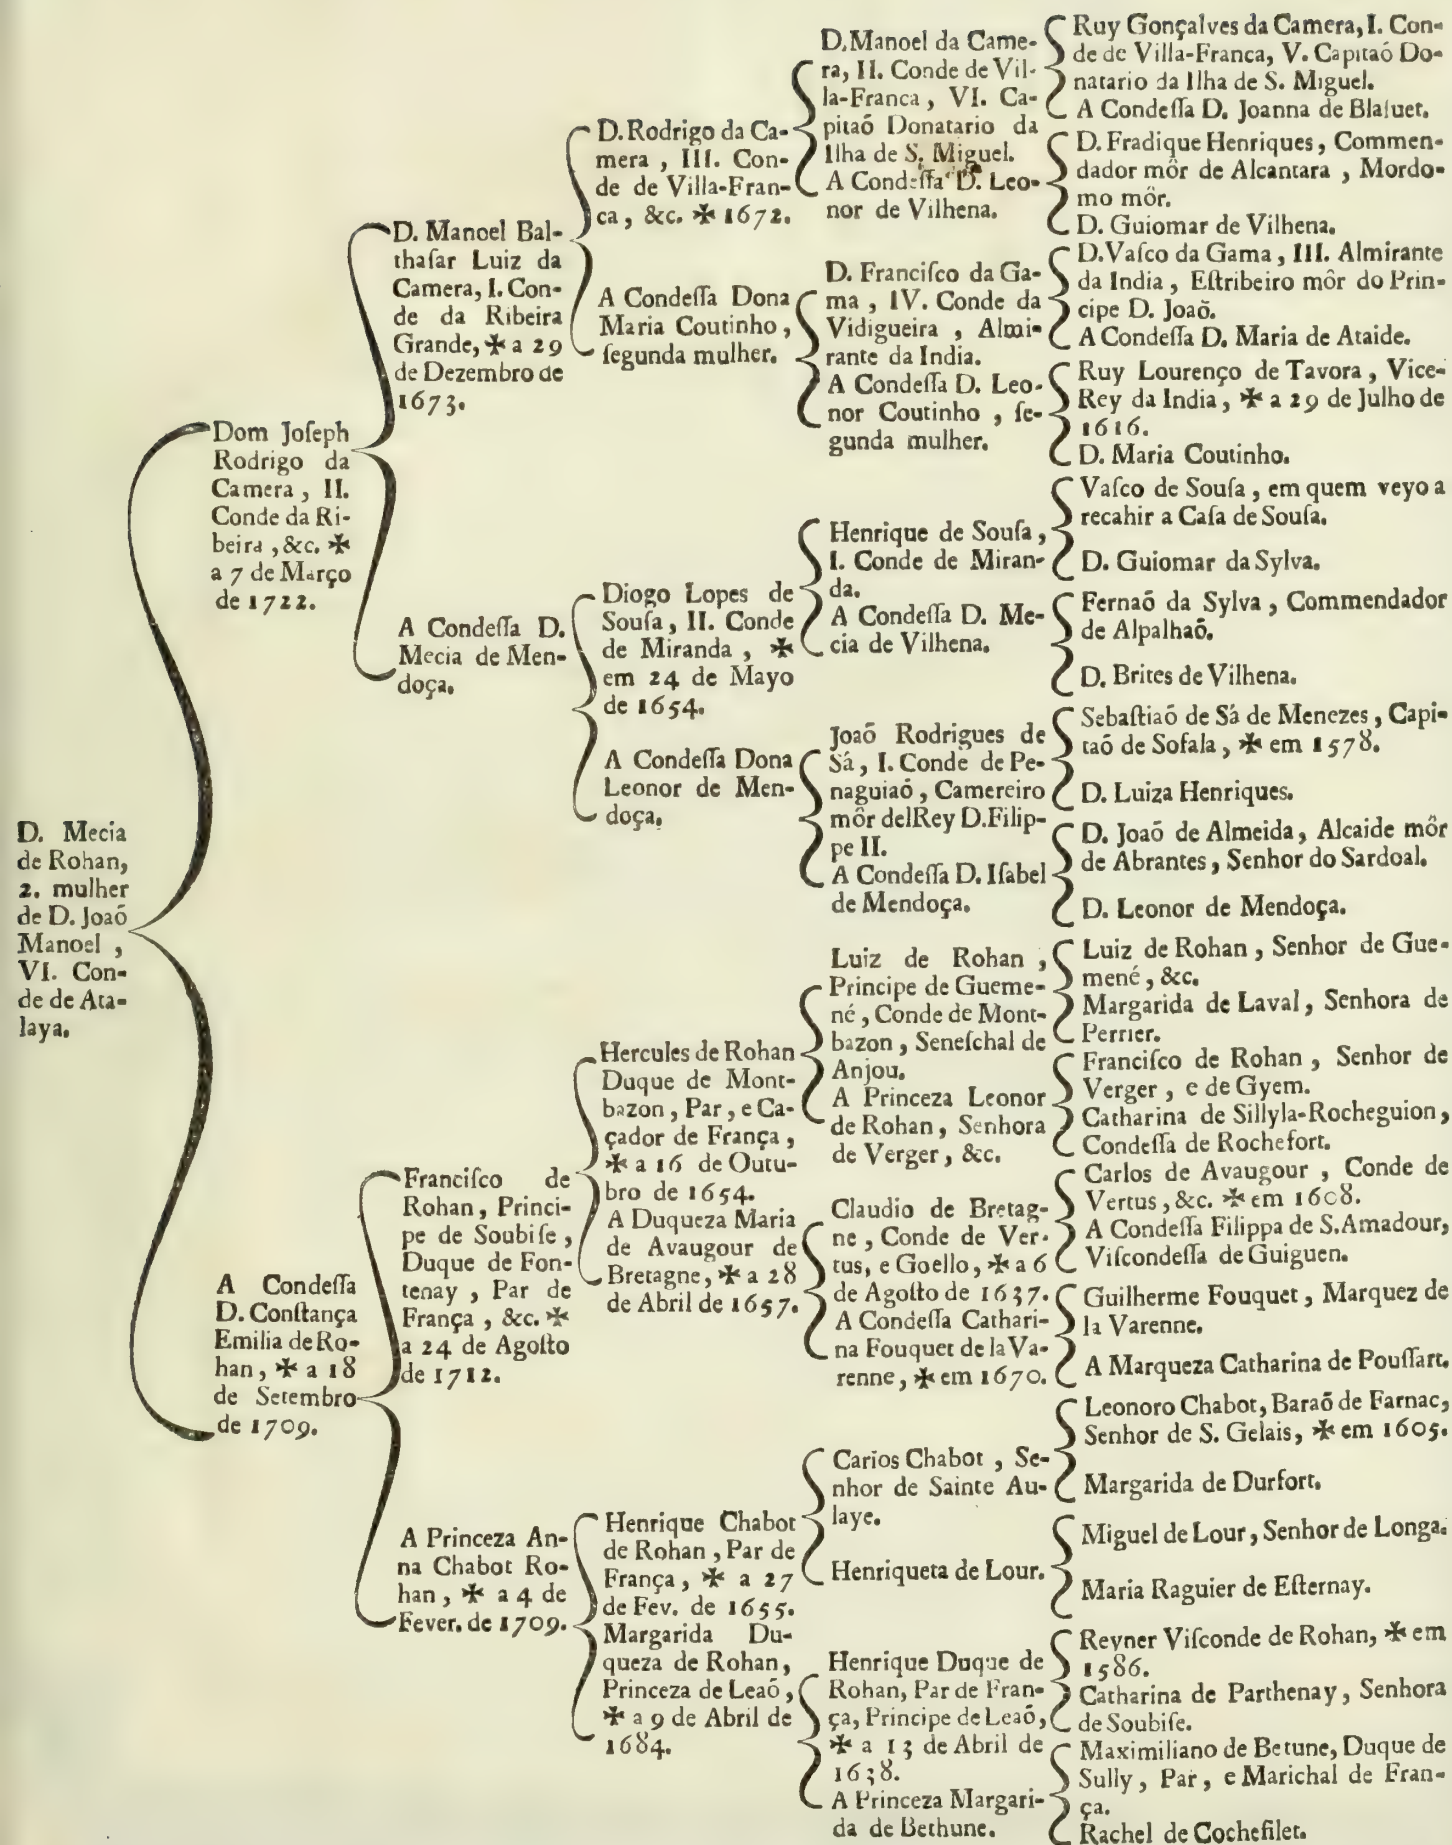 D. Mecia
de Rohan,
2. mulher
de D. Joaõ
Manoel ,
VI. Con-
de de Ata-
laya.
Dom Joſeph
Rodrigo da
Camera , II.
Conde da Ri-
beira , &c. ✠
a 7 de Março
de 1722.
A Condeſſa
D. Conſtança
Emilia de Ro-
han, ✠ a 18
de Setembro
de 1709.
D. Manoel Bal-
thaſar Luiz da
Camera, I. Con-
de da Ribeira
Grande, ✠ a 29
de Dezembro de
1673.
A Condeſſa D.
Mecia de Men-
doça.
Franciſco de
Rohan, Princi-
pe de Soubiſe ,
Duque de Fon-
tenay , Par de
França , &c. ✠
a 24 de Agoſto
de 1712.
A Princeza An-
na Chabot Ro-
han , ✠ a 4 de
Fever. de 1709.
D. Rodrigo da Ca-
mera , III. Con-
de de Villa-Fran-
ca , &c. ✠ 1672.
A Condeſſa Dona
Maria Coutinho ,
ſegunda mulher.
Diogo Lopes de
Souſa , II. Conde
de Miranda , ✠
em 24 de Mayo
de 1654.
A Condeſſa Dona
Leonor de Men-
doça.
Hercules de Rohan
Duque de Mont-
bazon , Par , e Ca-
çador de França ,
✠ a 16 de Outu-
bro de 1654.
A Duqueza Maria
de Avaugour de
Bretagne, ✠ a 28
de Abril de 1657.
Henrique Chabot
de Rohan , Par de
França , ✠ a 27
de Fev. de 1655.
Margarida Du-
queza de Rohan,
Princeza de Leaõ ,
✠ a 9 de Abril de
1684.
D. Manoel da Came-
ra, II. Conde de Vil-
la-Franca , VI. Ca-
pitaõ Donatario da
Ilha de S. Miguel.
A Condeſſa D. Leo-
nor de Vilhena.
D. Franciſco da Ga-
ma , IV. Conde da
Vidigueira , Almi-
rante da India.
A Condeſſa D. Leo-
nor Coutinho , ſe-
gunda mulher.
Henrique de Souſa ,
I. Conde de Miran-
da.
A Condeſſa D. Me-
cia de Vilhena.
Joaõ Rodrigues de
Sá , I. Conde de Pe-
naguiaõ , Camereiro
môr delRey D. Filip-
pe II.
A Condeſſa D. Iſabel
de Mendoça.
Luiz de Rohan ,
Principe de Gueme-
né , Conde de Mont-
bazon , Seneſchal de
Anjou.
A Princeza Leonor
de Rohan , Senhora
de Verger , &c.
Claudio de Bretag-
ne , Conde de Ver-
tus, e Goello, ✠ a 6
de Agoſto de 1637.
A Condeſſa Cathari-
na Fouquet de la Va-
renne , ✠ em 1670.
Carlos Chabot , Se-
nhor de Sainte Au-
laye.
Henriqueta de Lour.
Henrique Duque de
Rohan, Par de Fran-
ça, Principe de Leaõ,
✠ a 13 de Abril de
1638.
A Princeza Margari-
da de Bethune.
Ruy Gonçalves da Camera, I. Con-
de de Villa-Franca, V. Capitaõ Do-
natario da Ilha de S. Miguel.
A Condeſſa D. Joanna de Blaſuet.
D. Fradique Henriques , Commen-
dador môr de Alcantara , Mordo-
mo môr.
D. Guiomar de Vilhena.
D. Vaſco da Gama , III. Almirante
da India , Eſtribeiro môr do Prin-
cipe D. Joaõ.
A Condeſſa D. Maria de Ataide.
Ruy Lourenço de Tavora , Vice-
Rey da India , ✠ a 29 de Julho de
1616.
D. Maria Coutinho.
Vaſco de Souſa , em quem veyo a
recahir a Caſa de Souſa.
D. Guiomar da Sylva.
Fernaõ da Sylva , Commendador
de Alpalhaõ.
D. Brites de Vilhena.
Sebaſtiaõ de Sá de Menezes , Capi-
taõ de Sofala , ✠ em 1578.
D. Luiza Henriques.
D. Joaõ de Almeida , Alcaide môr
de Abrantes , Senhor do Sardoal.
D. Leonor de Mendoça.
Luiz de Rohan , Senhor de Gue-
mené , &c.
Margarida de Laval , Senhora de
Perrier.
Franciſco de Rohan , Senhor de
Verger , e de Gyem.
Catharina de Sillyla-Rocheguion ,
Condeſſa de Rochefort.
Carlos de Avaugour , Conde de
Vertus , &c. ✠ em 1608.
A Condeſſa Filippa de S. Amadour,
Viſcondeſſa de Guiguen.
Guilherme Fouquet , Marquez de
la Varenne.
A Marqueza Catharina de Pouſſart.
Leonoro Chabot, Baraõ de Farnac,
Senhor de S. Gelais, ✠ em 1605.
Margarida de Durfort.
Miguel de Lour, Senhor de Longa.
Maria Raguier de Eſternay.
Reyner Viſconde de Rohan, ✠ em
1586.
Catharina de Parthenay , Senhora
de Soubiſe.
Maximiliano de Betune, Duque de
Sully , Par , e Marichal de Fran-
ça.
Rachel de Cochefilet.